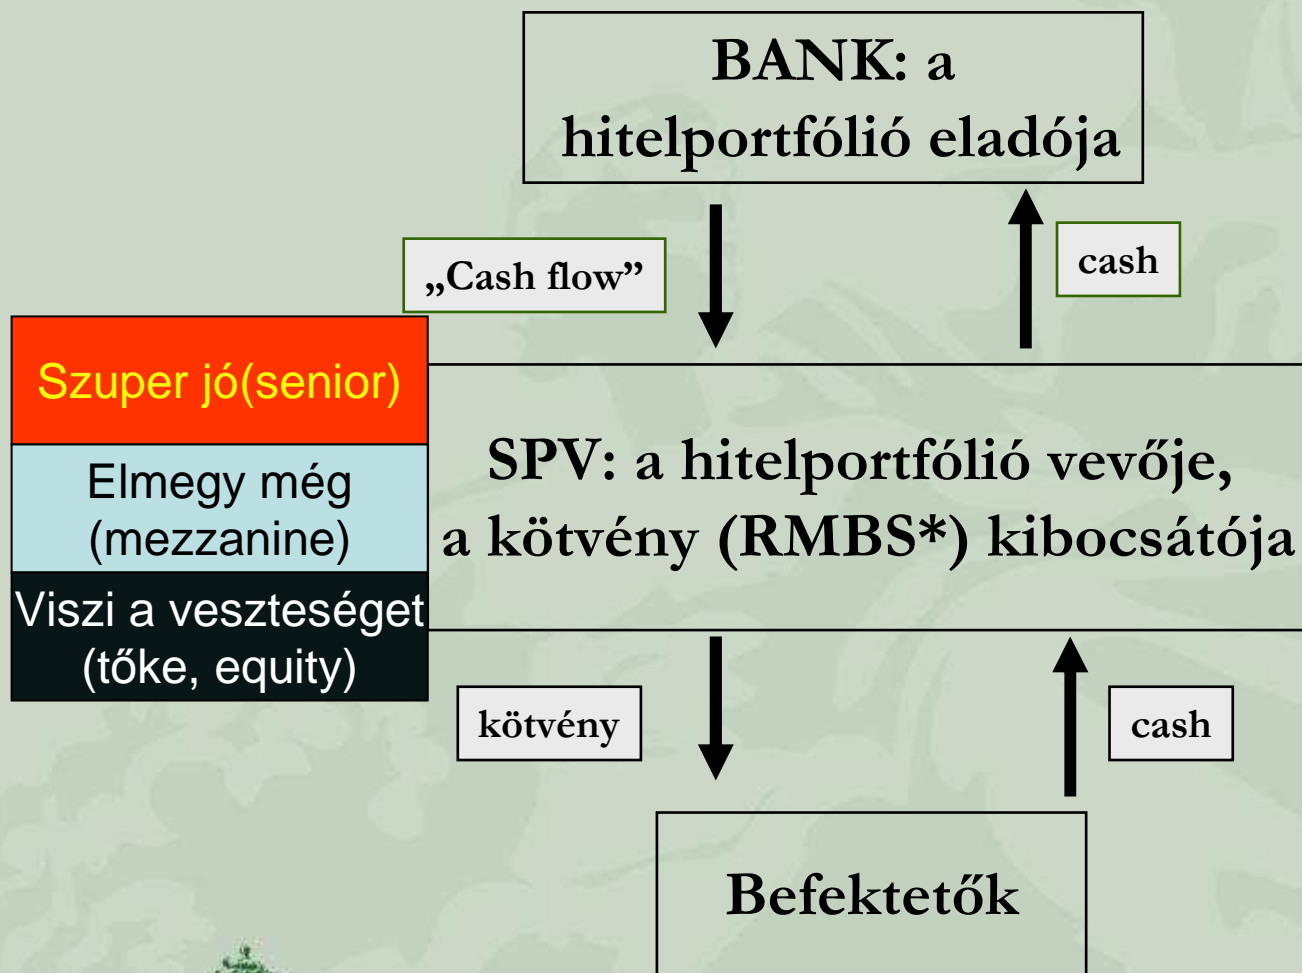 BANK: a
hitelportfólió eladója
„Cash flow”
cash
Szuper jó(senior)
Elmegy még
(mezzanine)
Viszi a veszteséget
(tőke, equity)
SPV: a hitelportfólió vevője,
a kötvény (RMBS*) kibocsátója
kötvény
cash
Befektetők